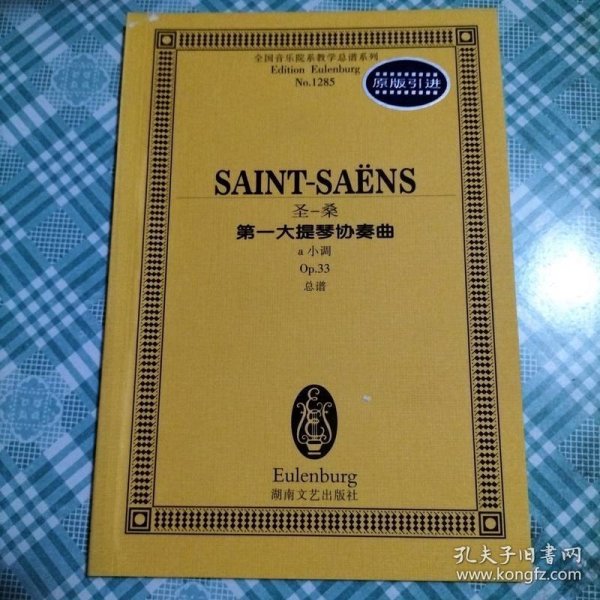 全国音乐院系教学总谱系列
Edition Eulenburg
No.1285
原版引进
SAINT-SAËNS
圣-桑
第一大提琴协奏曲
a 小调
Op.33
总谱
Eulenburg
湖南文艺出版社
孔夫子旧书网
www.kongfz.com